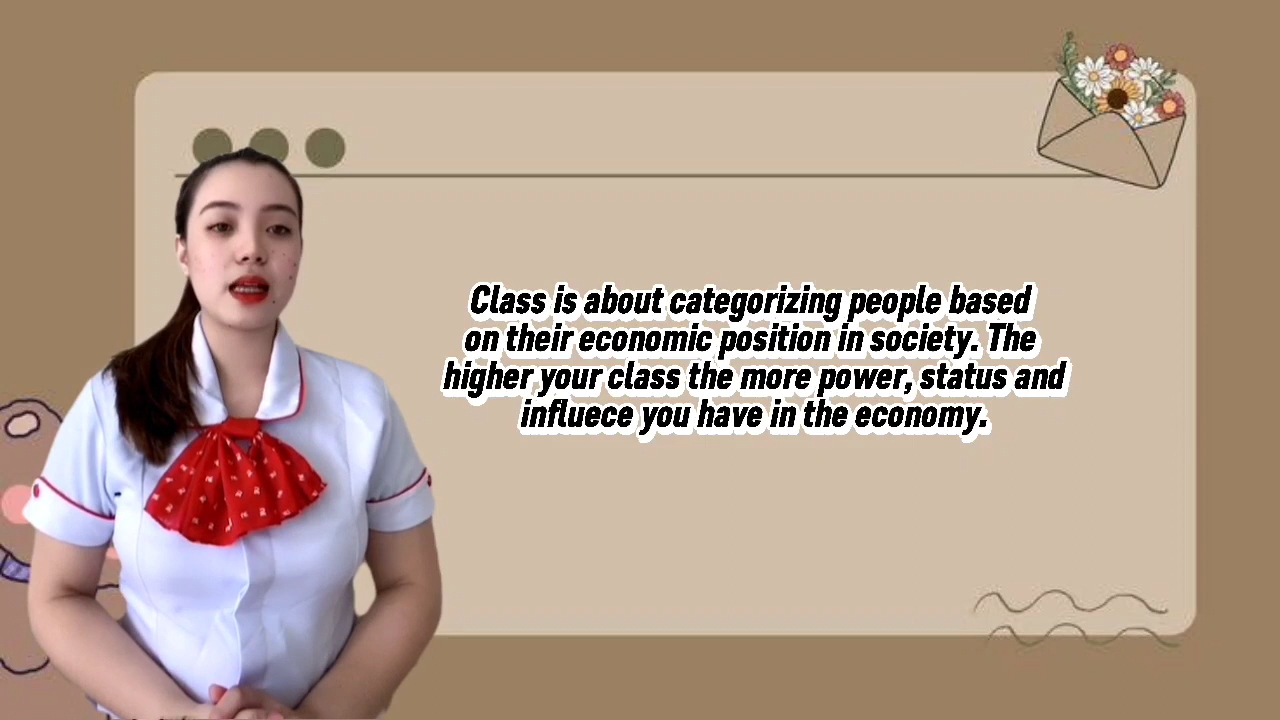 Class is about categorizing people based
on their economic position in society. The
higher your class the more power, status and
influece you have in the economy.